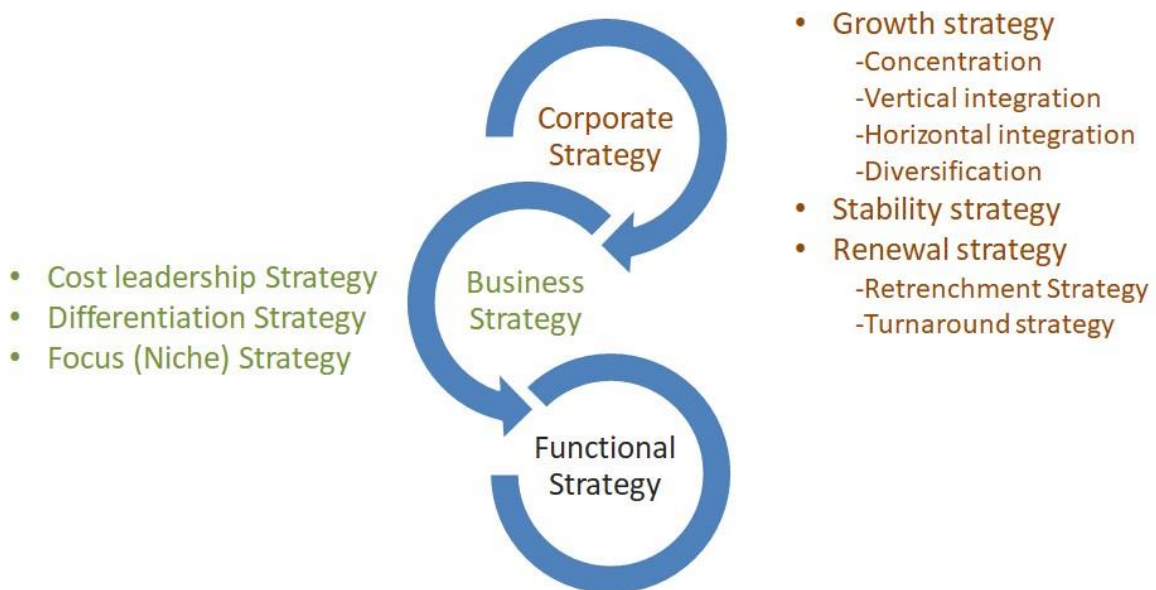 Corporate
Strategy
• Growth strategy
-Concentration
-Vertical integration
-Horizontal integration
-Diversification
• Stability strategy
• Renewal strategy
-Retrenchment Strategy
-Turnaround strategy
Business
Strategy
• Cost leadership Strategy
• Differentiation Strategy
• Focus (Niche) Strategy
Functional
Strategy